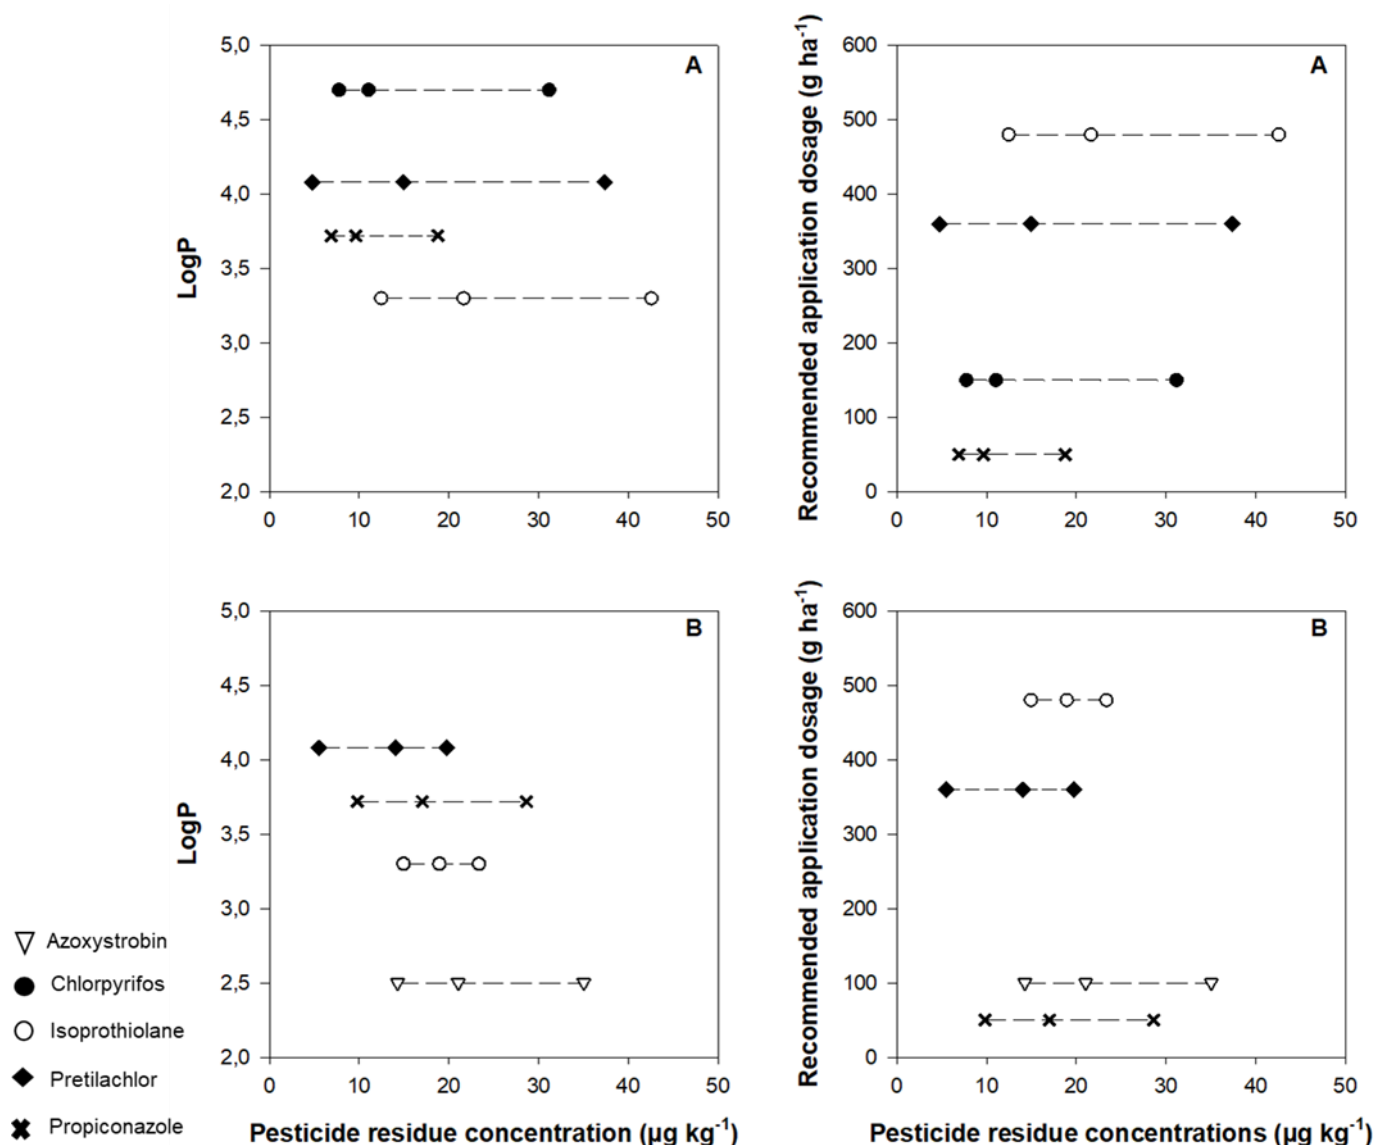 5,0
4,5
4,0
3,5
3,0
2,5
2,0
LogP
A
0 10 20 30 40 50
600
500
400
300
200
100
0
Recommended application dosage (g ha⁻¹)
A
0 10 20 30 40 50
5,0
4,5
4,0
3,5
3,0
2,5
2,0
LogP
B
0 10 20 30 40 50
Pesticide residue concentration (µg kg⁻¹)
600
500
400
300
200
100
0
Recommended application dosage (g ha⁻¹)
B
0 10 20 30 40 50
Pesticide residue concentrations (µg kg⁻¹)
Azoxystrobin
Chlorpyrifos
Isoprothiolane
Pretilachlor
Propiconazole